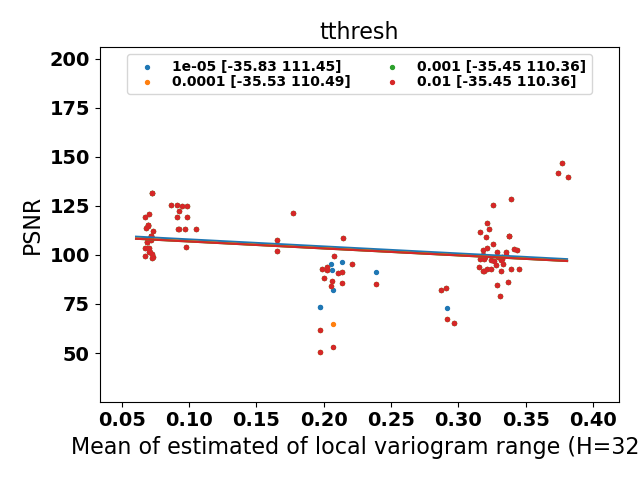 tthresh
1e-05 [-35.83 111.45]
0.0001 [-35.53 110.49]
0.001 [-35.45 110.36]
0.01 [-35.45 110.36]
200
175
150
125
100
75
50
PSNR
0.05 0.10 0.15 0.20 0.25 0.30 0.35 0.40
Mean of estimated of local variogram range (H=32